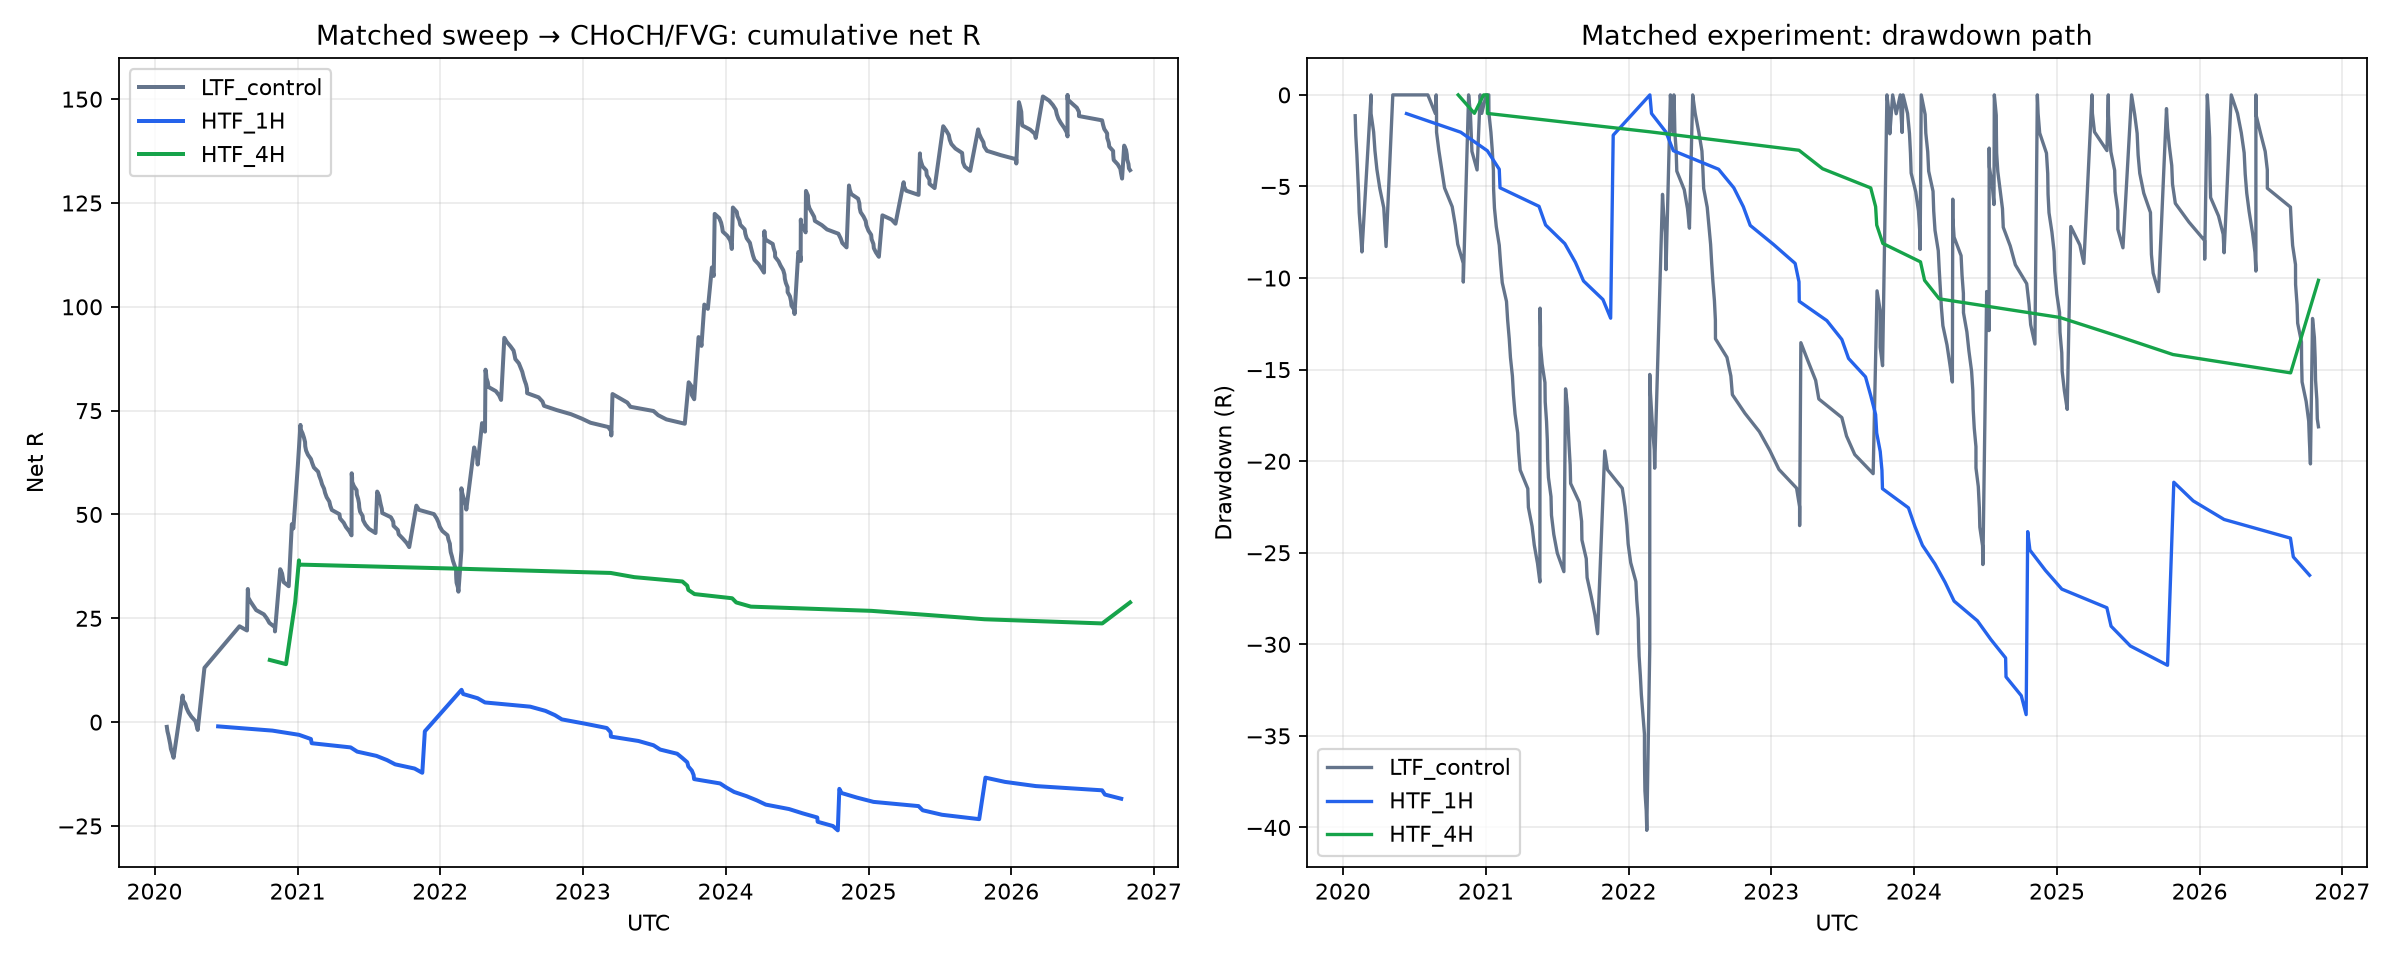 Matched sweep → CHoCH/FVG: cumulative net R
LTF_control
HTF_1H
HTF_4H
150
125
100
75
50
25
0
−25
Net R
2020
2021
2022
2023
2024
2025
2026
2027
UTC
Matched experiment: drawdown path
0
−5
−10
−15
−20
−25
−30
−35
−40
Drawdown (R)
LTF_control
HTF_1H
HTF_4H
2020
2021
2022
2023
2024
2025
2026
2027
UTC